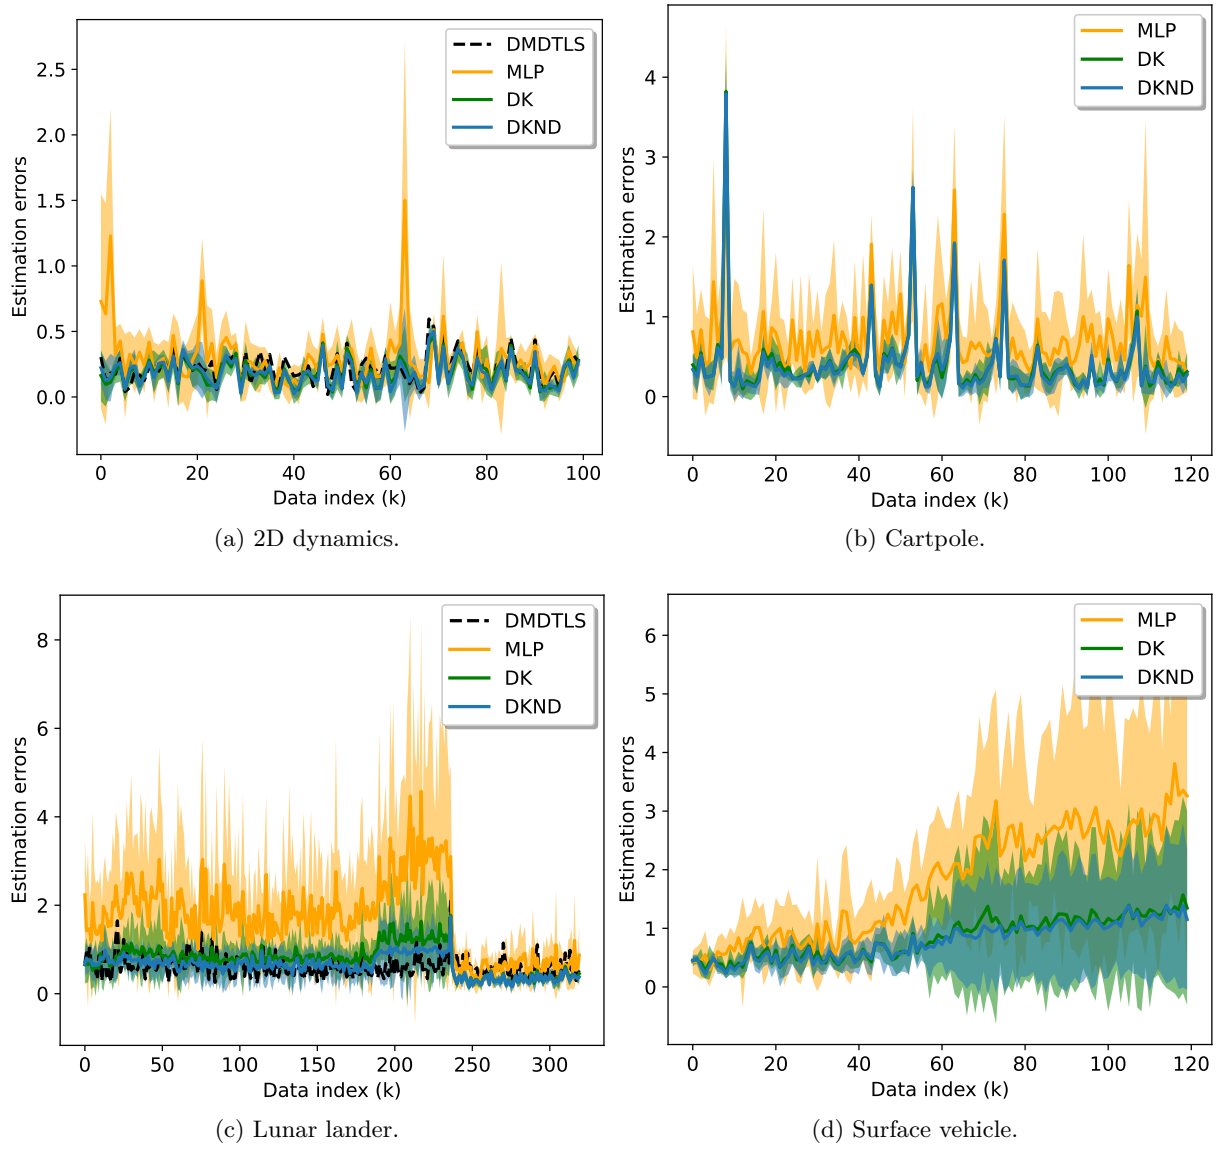 DMDTLS
MLP
DK
DKND
2.5
2.0
1.5
1.0
0.5
0.0
Estimation errors
0 20 40 60 80 100
Data index (k)
(a) 2D dynamics.
MLP
DK
DKND
4
3
2
1
0
Estimation errors
0 20 40 60 80 100 120
Data index (k)
(b) Cartpole.
DMDTLS
MLP
DK
DKND
8
6
4
2
0
Estimation errors
0 50 100 150 200 250 300
Data index (k)
(c) Lunar lander.
MLP
DK
DKND
6
5
4
3
2
1
0
Estimation errors
0 20 40 60 80 100 120
Data index (k)
(d) Surface vehicle.